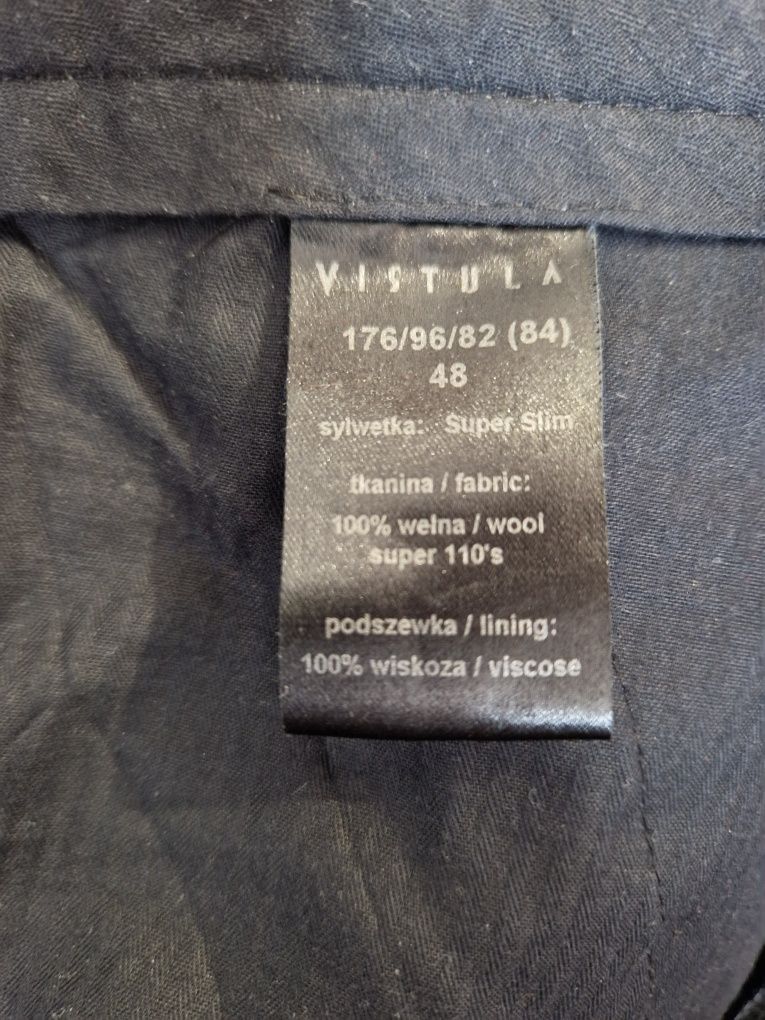 VISTULA
176/96/82 (84)
48
sylwetka: Super Slim
tkanina / fabric:
100% wełna / wool
super 110's
podszewka / lining:
100% wiskoza / viscose